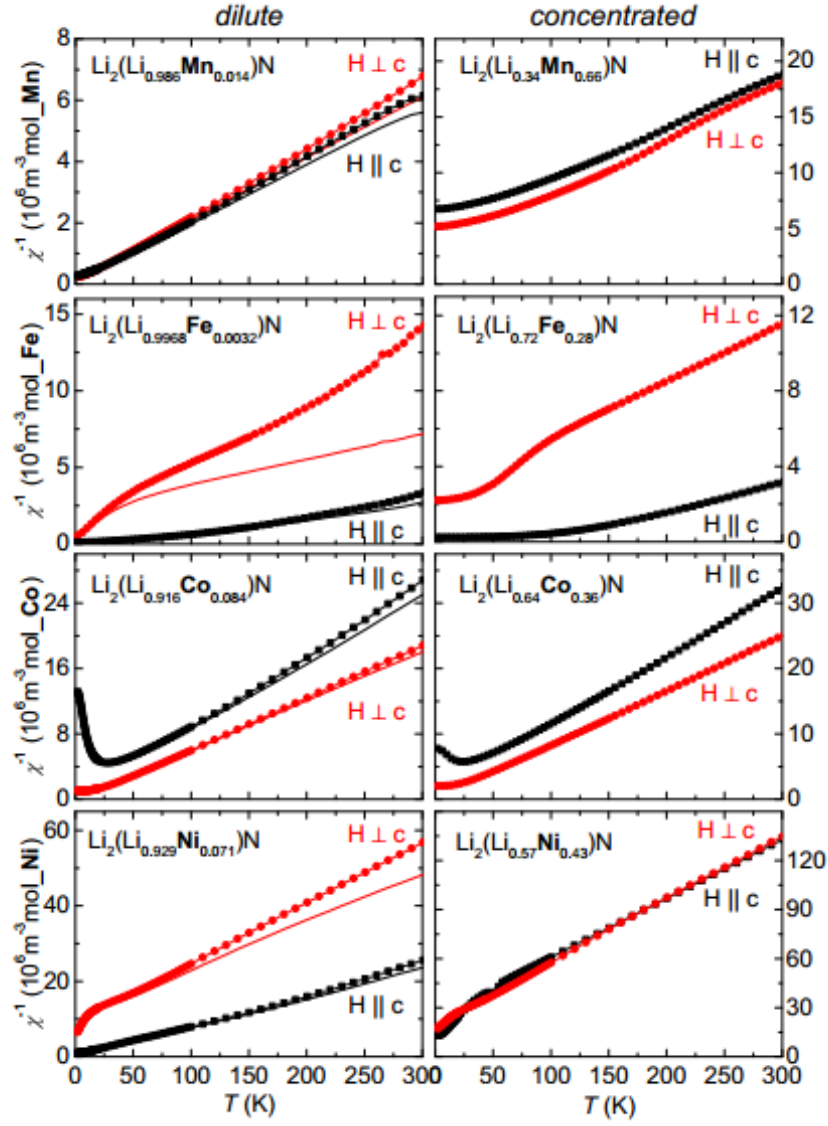 dilute concentrated
8 6 4 2 0
χ⁻¹ (10⁶m⁻³mol_Mn)
Li₂(Li₀.₉₈₆Mn₀.₀₁₄)N
H ⊥ c
H || c
Li₂(Li₀.₃₄Mn₀.₆₆)N
H || c
H ⊥ c
20 15 10 5 0
15 10 5 0
χ⁻¹ (10⁶m⁻³mol_Fe)
Li₂(Li₀.₉₉₆₈Fe₀.₀₀₃₂)N
H ⊥ c
H || c
Li₂(Li₀.₇₂Fe₀.₂₈)N
H ⊥ c
H || c
12 8 4 0
24 16 8 0
χ⁻¹ (10⁶m⁻³mol_Co)
Li₂(Li₀.₉₁₆Co₀.₀₈₄)N
H || c
H ⊥ c
Li₂(Li₀.₆₄Co₀.₃₆)N
H || c
H ⊥ c
30 20 10 0
60 40 20 0
χ⁻¹ (10⁶m⁻³mol_Ni)
Li₂(Li₀.₉₂₉Ni₀.₀₇₁)N
H ⊥ c
H || c
Li₂(Li₀.₅₇Ni₀.₄₃)N
H ⊥ c
H || c
120 90 60 30 0
0 50 100 150 200 250 300
0 50 100 150 200 250 300
T (K) T (K)